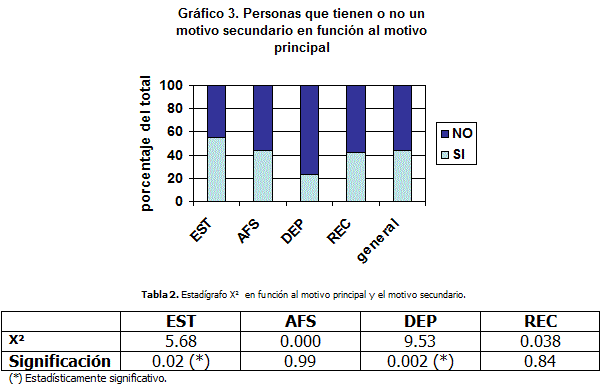 Gráfico 3. Personas que tienen o no un
motivo secundario en función al motivo
principal
porcentaje del total
100
80
60
40
20
0
EST
AFS
DEP
REC
general
NO
SI
Tabla 2. Estadígrafo X² en función al motivo principal y el motivo secundario.
EST AFS DEP REC
X² 5.68 0.000 9.53 0.038
Significación 0.02 (*) 0.99 0.002 (*) 0.84
(*) Estadísticamente significativo.